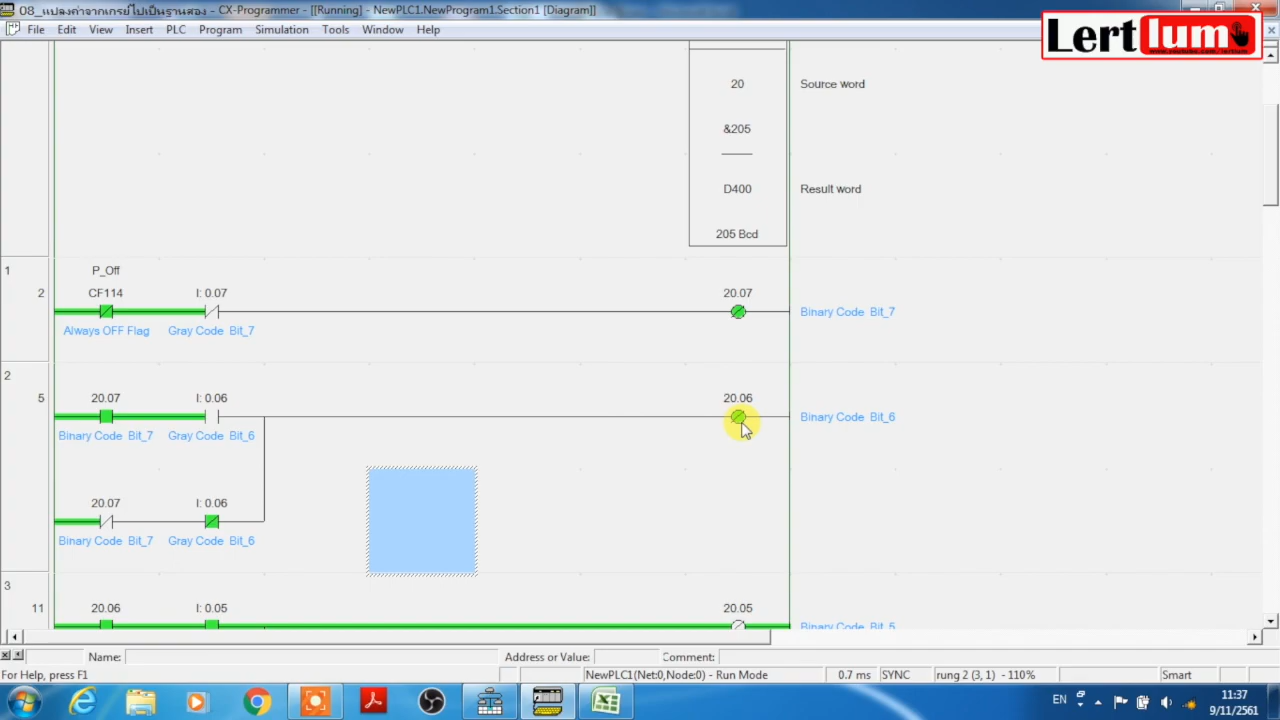 08_แปลงค่าจากเกรย์ไปเป็นฐานสอง - CX-Programmer - [[Running] - NewPLC1.NewProgram1.Section1 [Diagram]]
File Edit View Insert PLC Program Simulation Tools Window Help
Lertlum
www.youtube.com/lertlum
20 Source word
&205
D400 Result word
205 Bcd
1
P_Off
2 CF114 I: 0.07 20.07
Binary Code Bit_7
Always OFF Flag Gray Code Bit_7
2
5 20.07 I: 0.06 20.06
Binary Code Bit_6
Binary Code Bit_7 Gray Code Bit_6
20.07 I: 0.06
Binary Code Bit_7 Gray Code Bit_6
3
11 20.06 I: 0.05 20.05
Binary Code Bit_5
Name: Address or Value: Comment:
For Help, press F1 NewPLC1(Net:0,Node:0) - Run Mode 0.7 ms SYNC rung 2 (3, 1) - 110% Smart
EN 11:37
9/11/2561